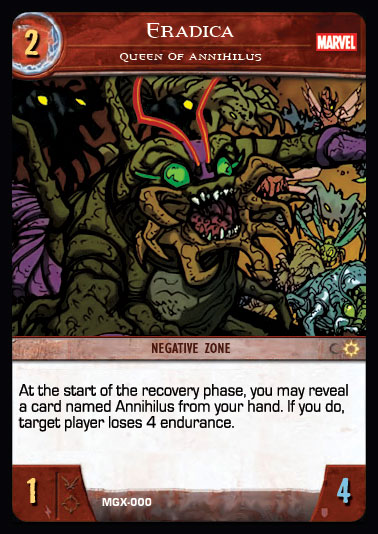 2
Eradica
MARVEL
Queen of Annihilus
NEGATIVE ZONE
C
At the start of the recovery phase, you may reveal
a card named Annihilus from your hand. If you do,
target player loses 4 endurance.
1
MGX-000
4